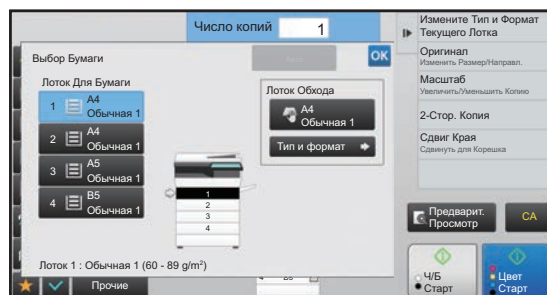 Число копий 1
Выбор Бумаги
Авто
OK
Лоток Для Бумаги
1 A4
Обычная 1
2 A4
Обычная 1
3 A5
Обычная 1
4 B5
Обычная 1
1
2
3
4
Лоток Обхода
A4
Обычная 1
Тип и формат
Лоток 1 : Обычная 1 (60 - 89 g/m²)
Прочие
Измените Тип и Формат
Текущего Лотка
Оригинал
Изменить Размер/Направл.
Масштаб
Увеличить/Уменьшить Копию
2-Стор. Копия
Сдвиг Края
Сдвинуть для Корешка
Предварит.
Просмотр
CA
Ч/Б
Старт
Цвет
Старт